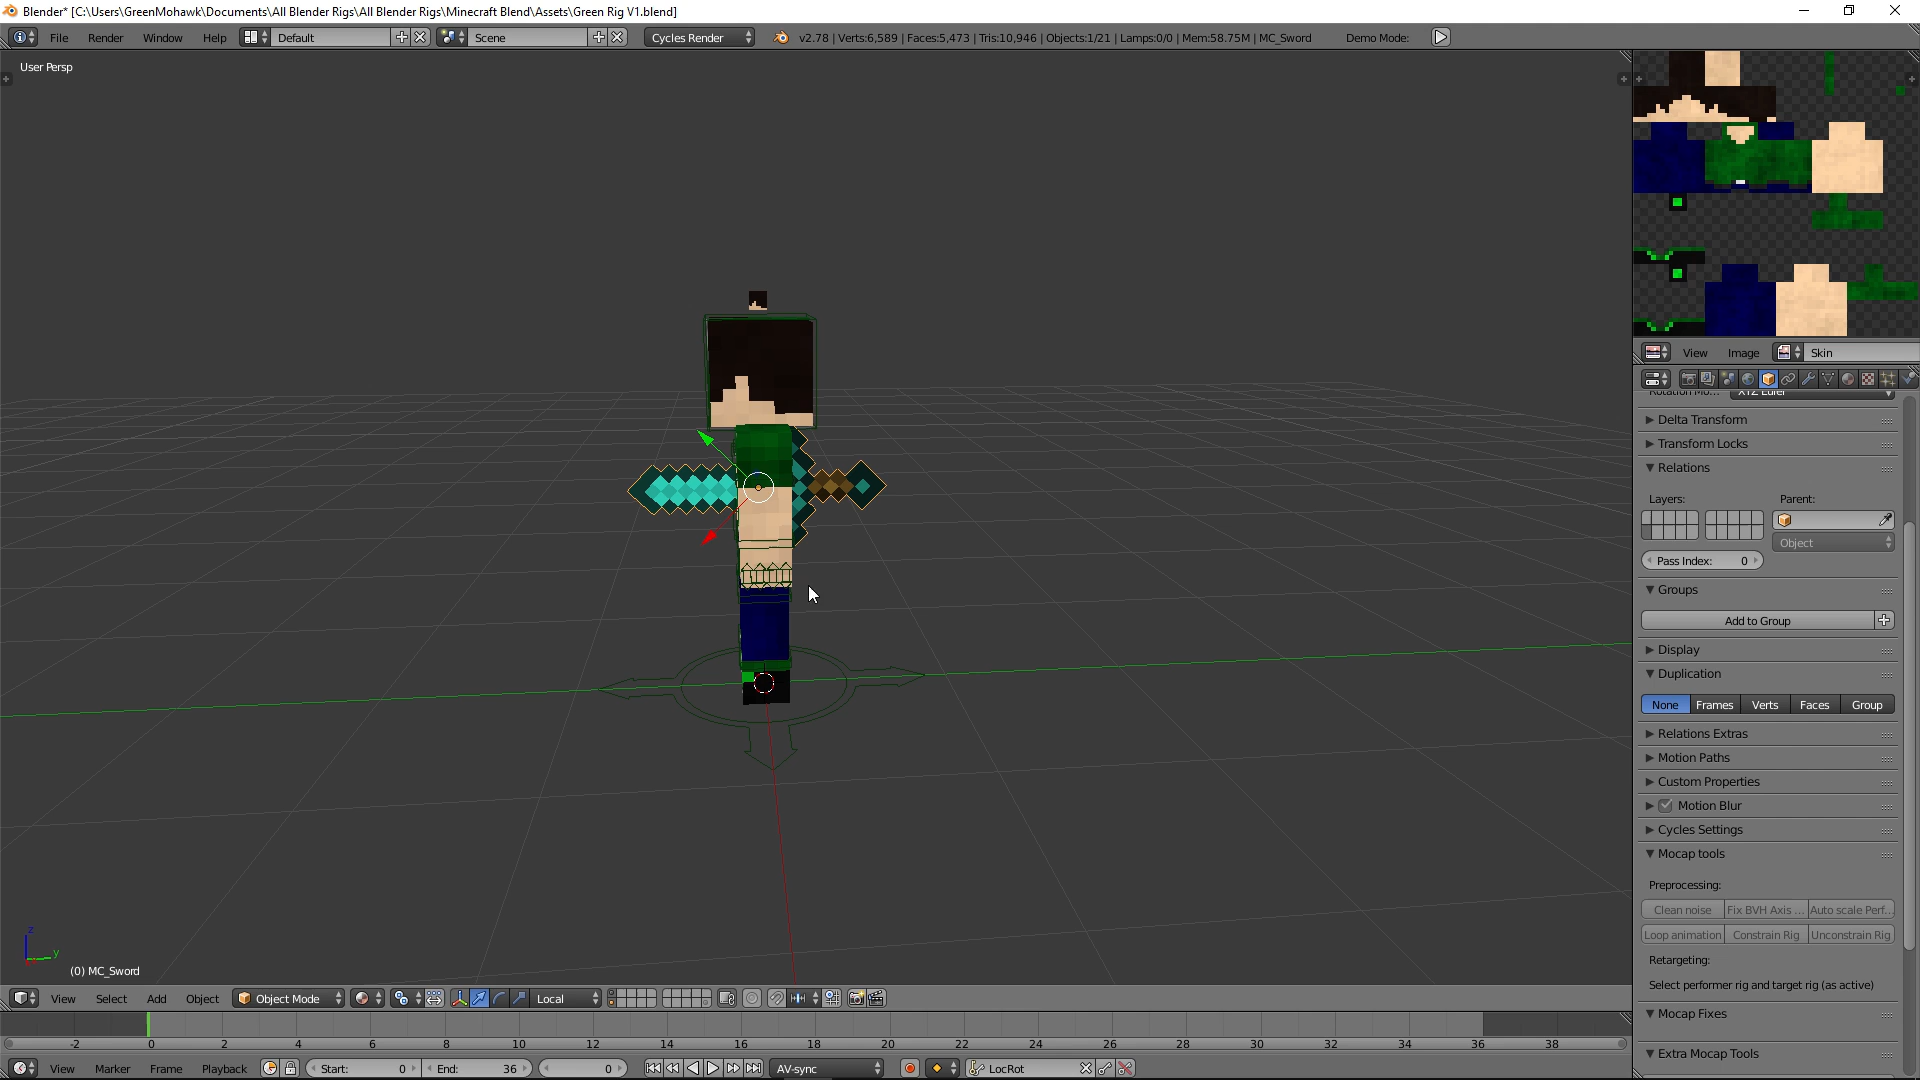 Blender* [C:\Users\GreenMohawk\Documents\All Blender Rigs\All Blender Rigs\Minecraft Blend\Assets\Green Rig V1.blend]
File Render Window Help Default Scene Cycles Render v2.78 | Verts:6,589 | Faces:5,473 | Tris:10,946 | Objects:1/21 | Lamps:0/0 | Mem:58.75M | MC_Sword Demo Mode:
User Persp
View Image Skin
XYZ Euler
Delta Transform
Transform Locks
Relations
Layers: Parent:
Object
Pass Index: 0
Groups
Add to Group
Display
Duplication
None Frames Verts Faces Group
Relations Extras
Motion Paths
Custom Properties
Motion Blur
Cycles Settings
Mocap tools
Preprocessing:
Clean noise Fix BVH Axis ... Auto scale Perf...
Loop animation Constrain Rig Unconstrain Rig
Retargeting:
Select performer rig and target rig (as active)
Mocap Fixes
Extra Mocap Tools
z
y
(0) MC_Sword
View Select Add Object Object Mode Local
-2 0 2 4 6 8 10 12 14 16 18 20 22 24 26 28 30 32 34 36 38
View Marker Frame Playback Start: 0 End: 36 0 AV-sync LocRot